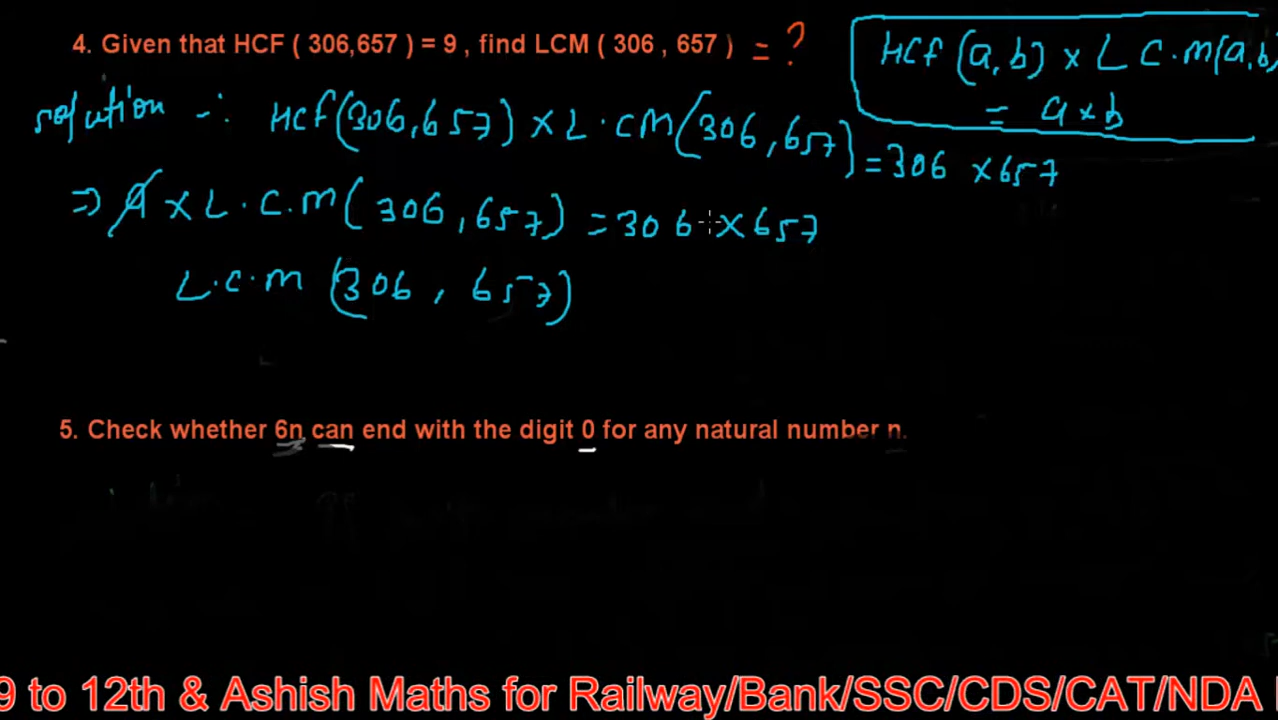 4. Given that HCF ( 306,657 ) = 9 , find LCM ( 306 , 657 ) = ?
HCf (a, b) × L C.M(a,b
= a × b
solution -: HCf(306,657) × L.CM(306,657) = 306 × 657
⇒ 9 × L.C.M( 306,657) = 306 × 657
L.C.M (306, 657)
5. Check whether 6n can end with the digit 0 for any natural number n.
9 to 12th & Ashish Maths for Railway/Bank/SSC/CDS/CAT/NDA